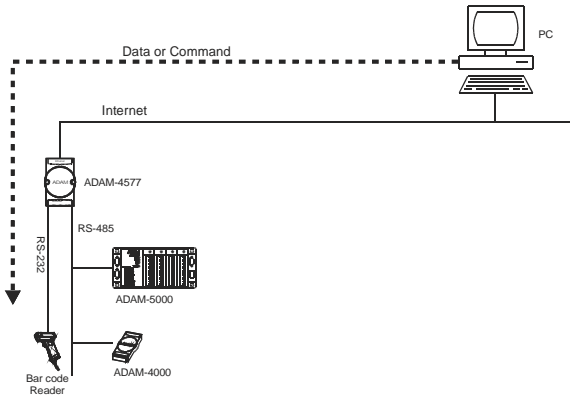 PC
Data or Command
Internet
ADAM
ADAM-4577
RS-485
RS-232
ADAM-5000
ADAM-4000
Bar code
Reader